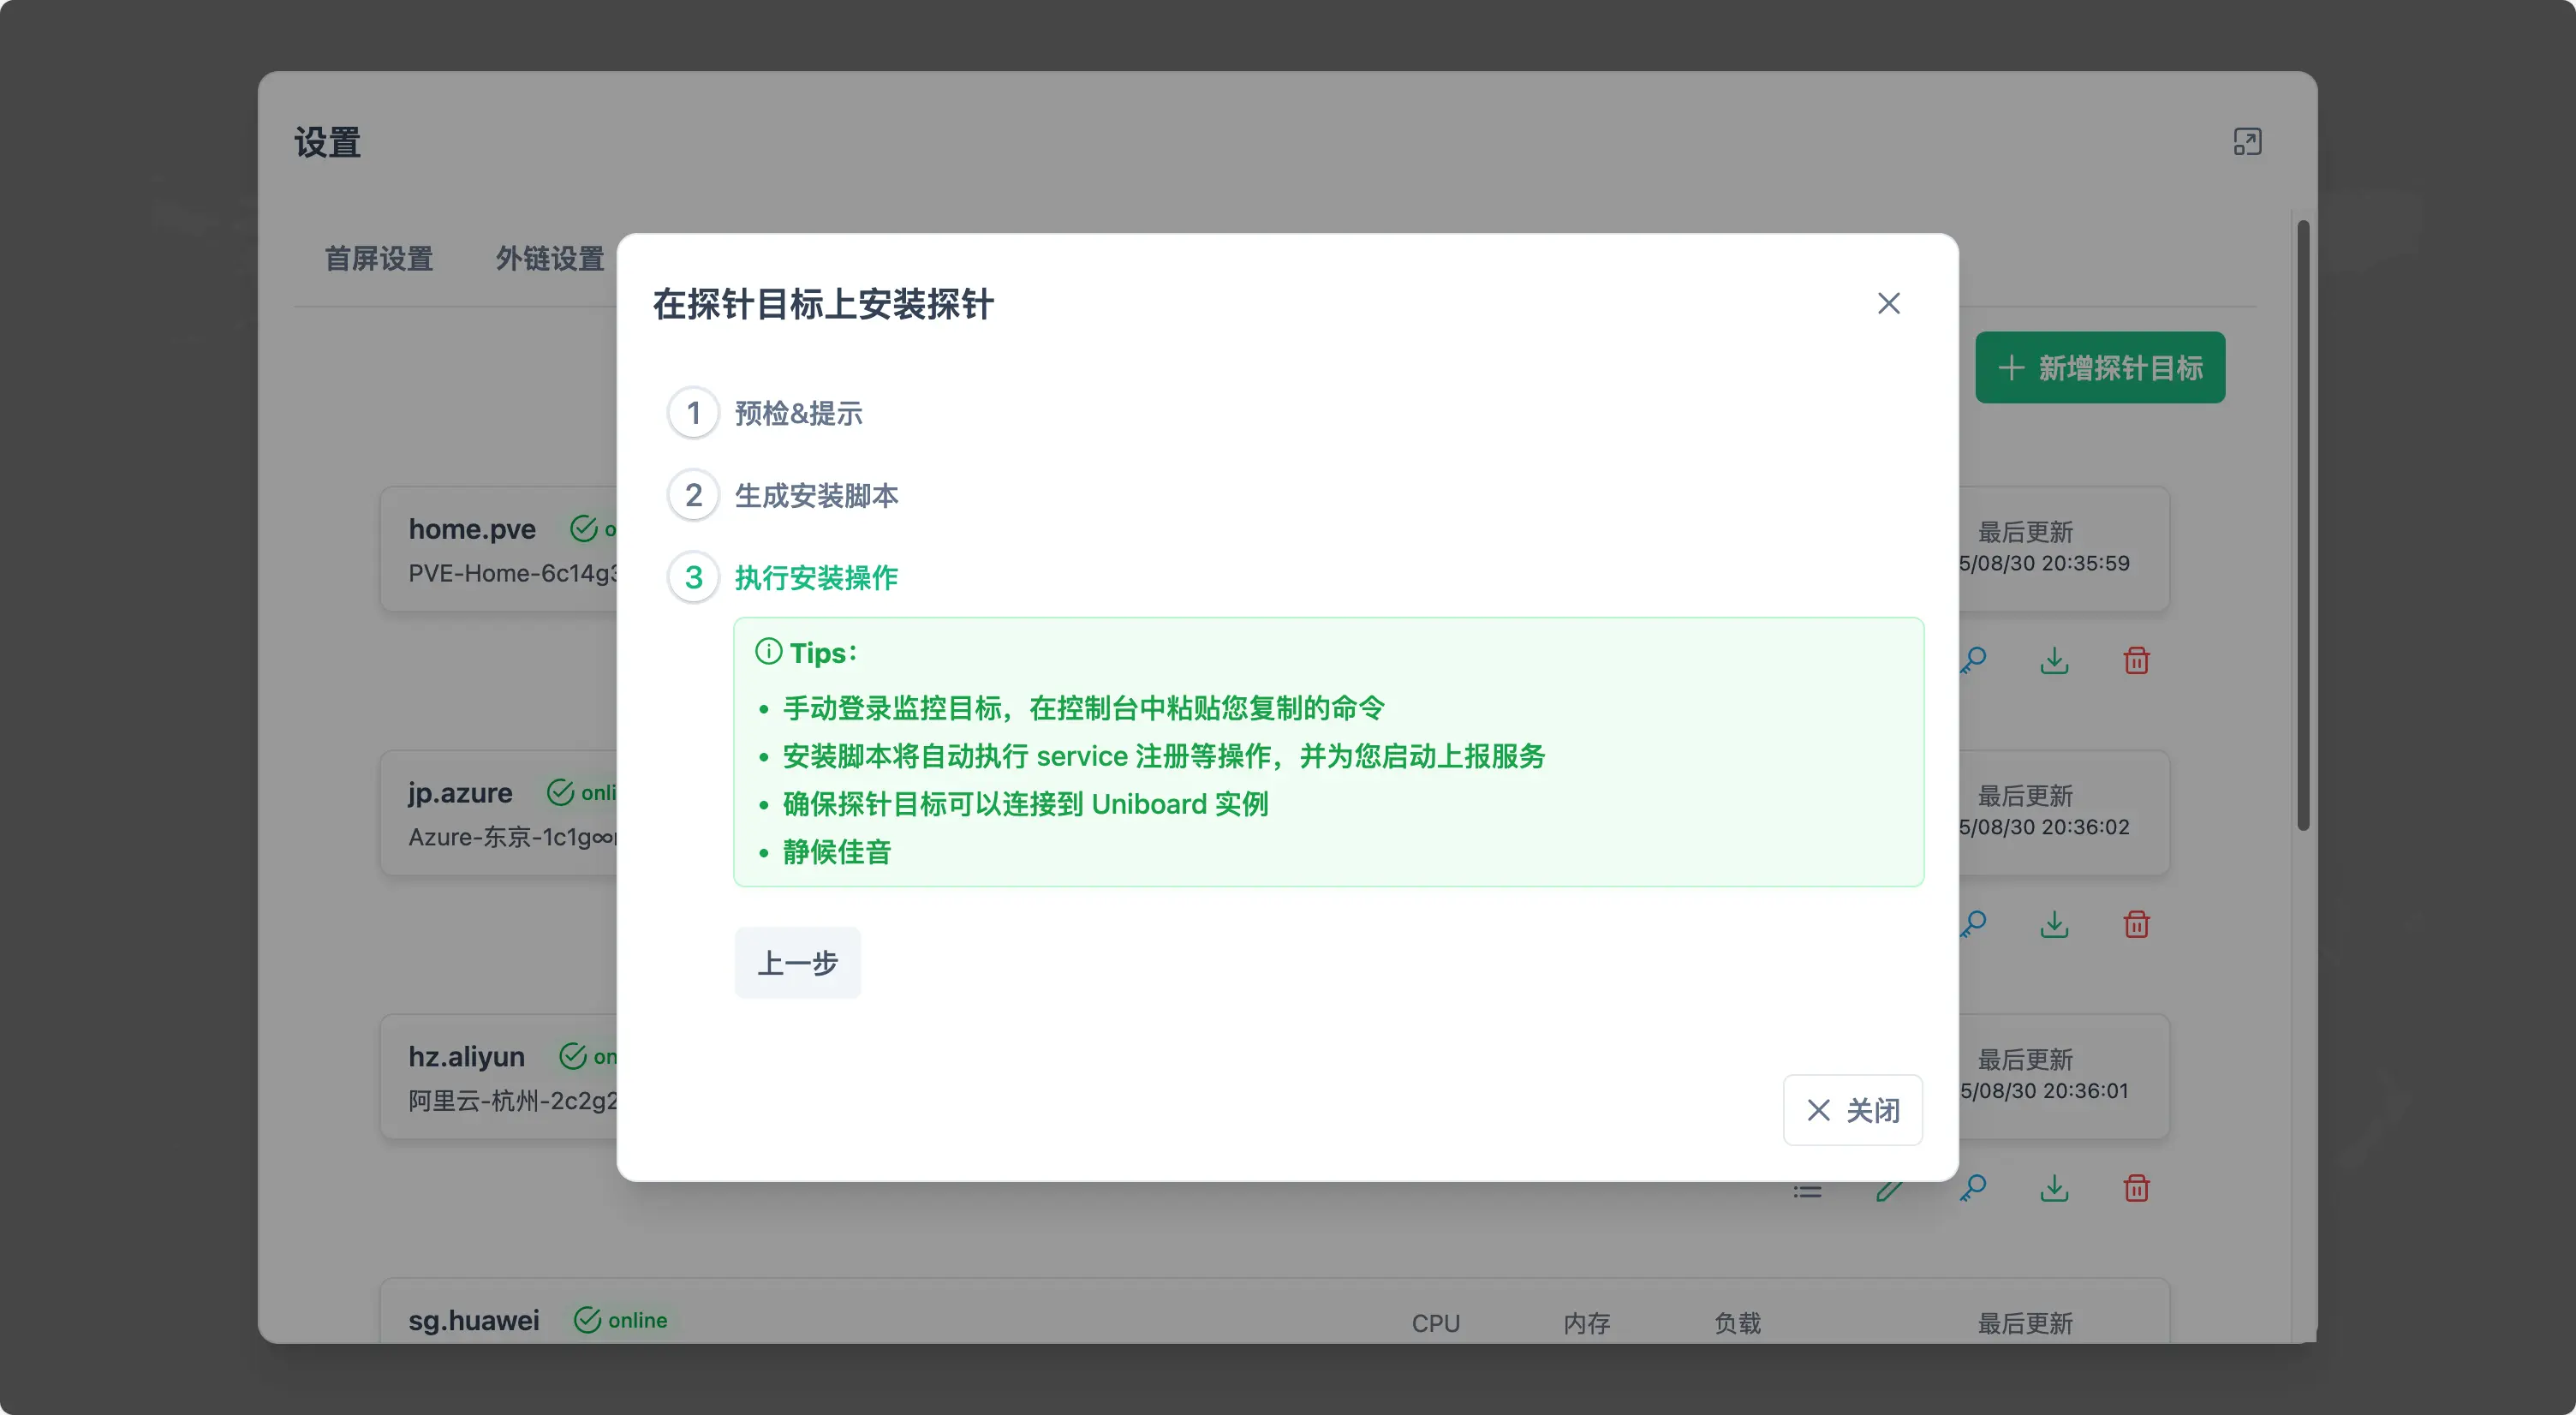 设置
首屏设置
外链设置
在探针目标上安装探针
新增探针目标
1 预检&提示
2 生成安装脚本
3 执行安装操作
Tips:
• 手动登录监控目标，在控制台中粘贴您复制的命令
• 安装脚本将自动执行 service 注册等操作，并为您启动上报服务
• 确保探针目标可以连接到 Uniboard 实例
• 静候佳音
上一步
关闭
home.pve
PVE-Home-6c14g
最后更新
5/08/30 20:35:59
jp.azure onli
Azure-东京-1c1g∞
最后更新
5/08/30 20:36:02
hz.aliyun on
阿里云-杭州-2c2g2
最后更新
5/08/30 20:36:01
sg.huawei online
CPU 内存 负载 最后更新